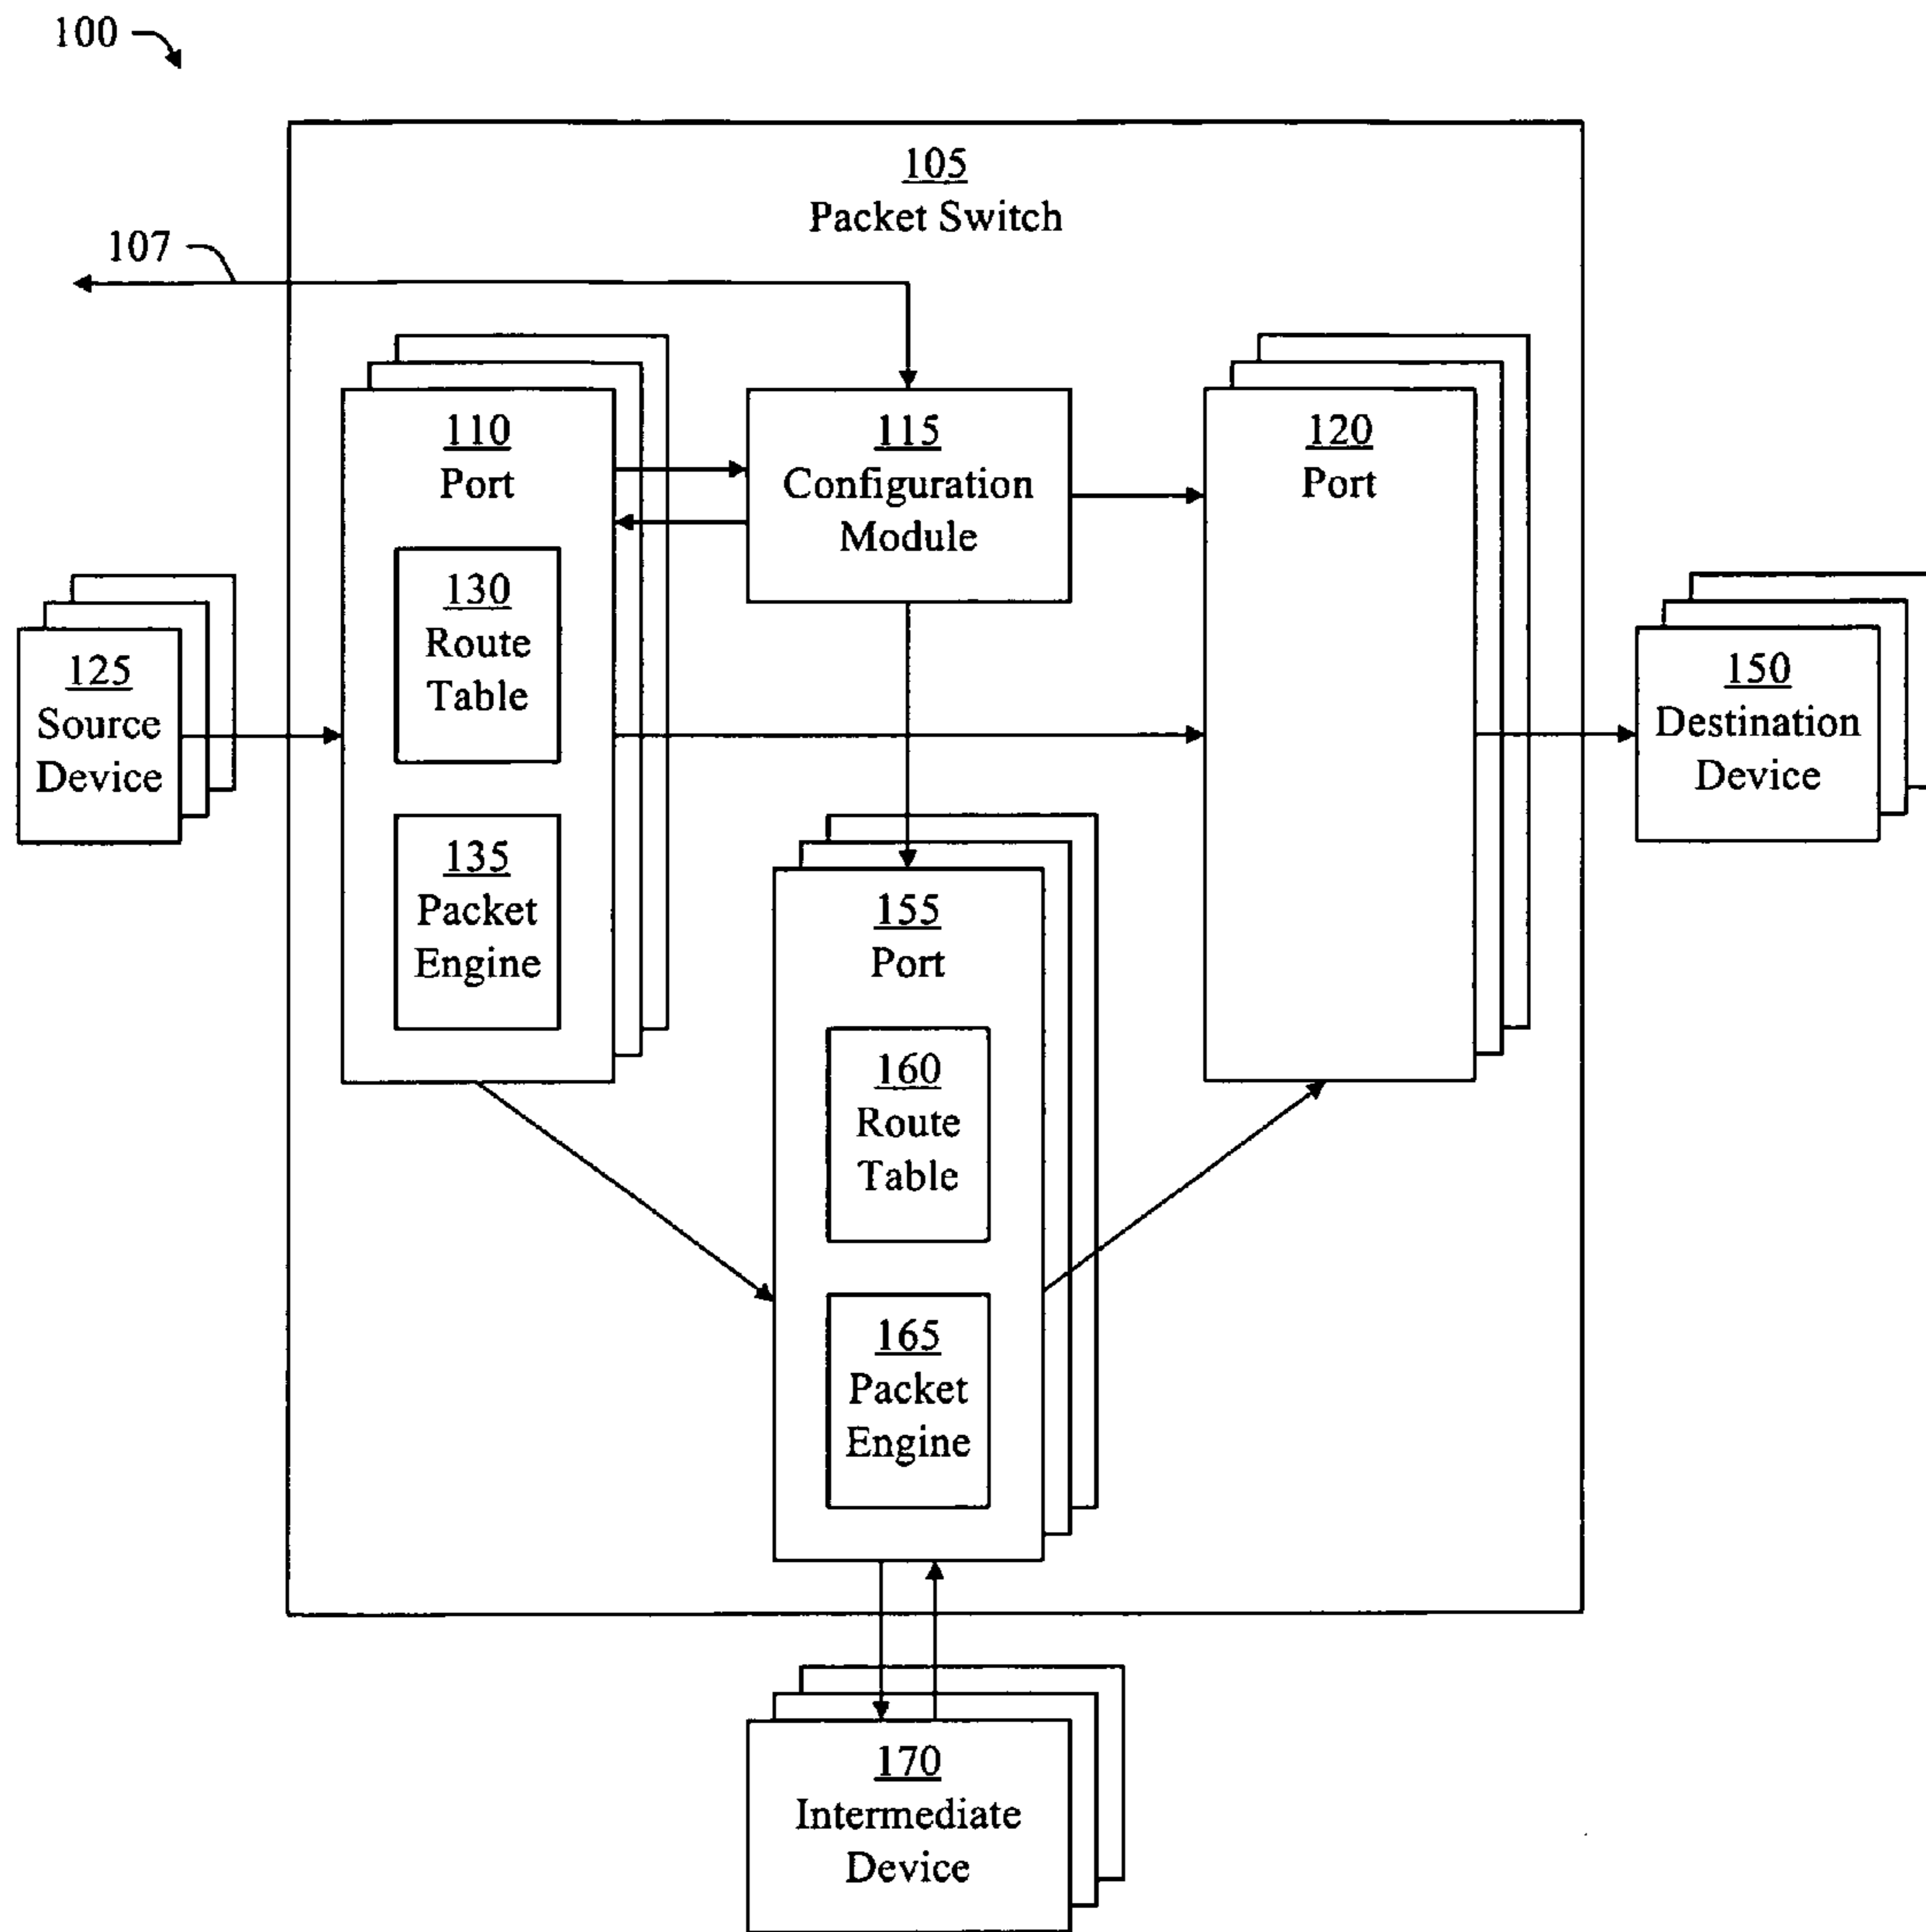 100
105
Packet Switch
107
110
Port
115
Configuration
Module
120
Port
130
Route
Table
125
Source
Device
150
Destination
Device
135
Packet
Engine
155
Port
160
Route
Table
165
Packet
Engine
170
Intermediate
Device